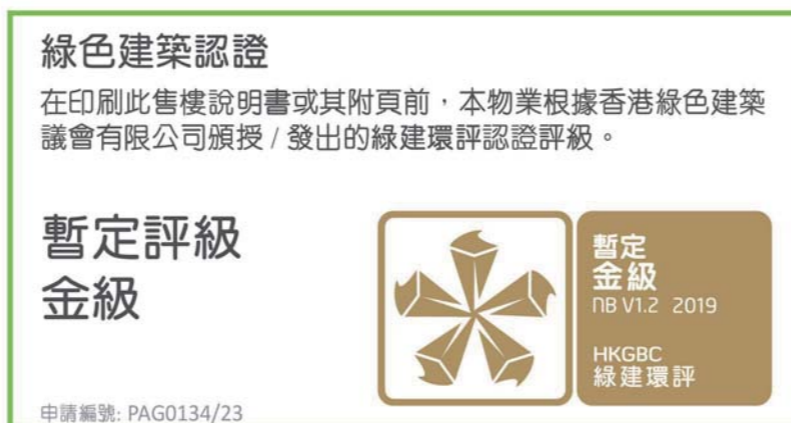 綠色建築認證
在印刷此售樓說明書或其附頁前，本物業根據香港綠色建築
議會有限公司頒授 / 發出的綠建環評認證評級。
暫定評級
金級
暫定
金級
NB V1.2 2019
HKGBC
綠建環評
申請編號: PAG0134/23